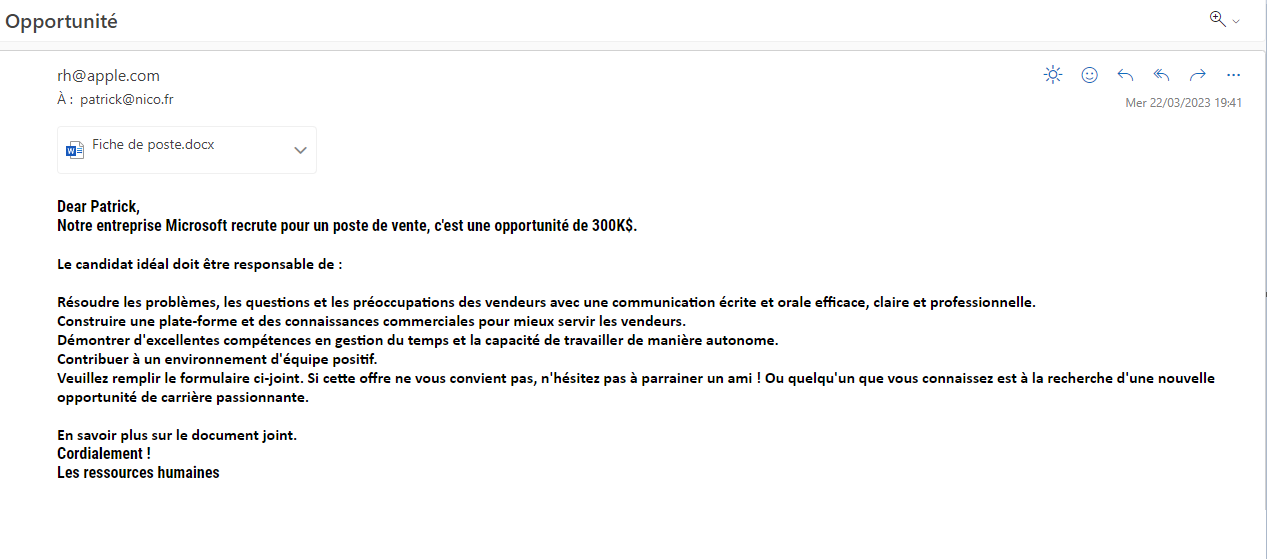 Opportunité
rh@apple.com
À : patrick@nico.fr
Mer 22/03/2023 19:41
Fiche de poste.docx
Dear Patrick,
Notre entreprise Microsoft recrute pour un poste de vente, c'est une opportunité de 300K$.
Le candidat idéal doit être responsable de :
Résoudre les problèmes, les questions et les préoccupations des vendeurs avec une communication écrite et orale efficace, claire et professionnelle.
Construire une plate-forme et des connaissances commerciales pour mieux servir les vendeurs.
Démontrer d'excellentes compétences en gestion du temps et la capacité de travailler de manière autonome.
Contribuer à un environnement d'équipe positif.
Veuillez remplir le formulaire ci-joint. Si cette offre ne vous convient pas, n'hésitez pas à parrainer un ami ! Ou quelqu'un que vous connaissez est à la recherche d'une nouvelle
opportunité de carrière passionnante.
En savoir plus sur le document joint.
Cordialement !
Les ressources humaines